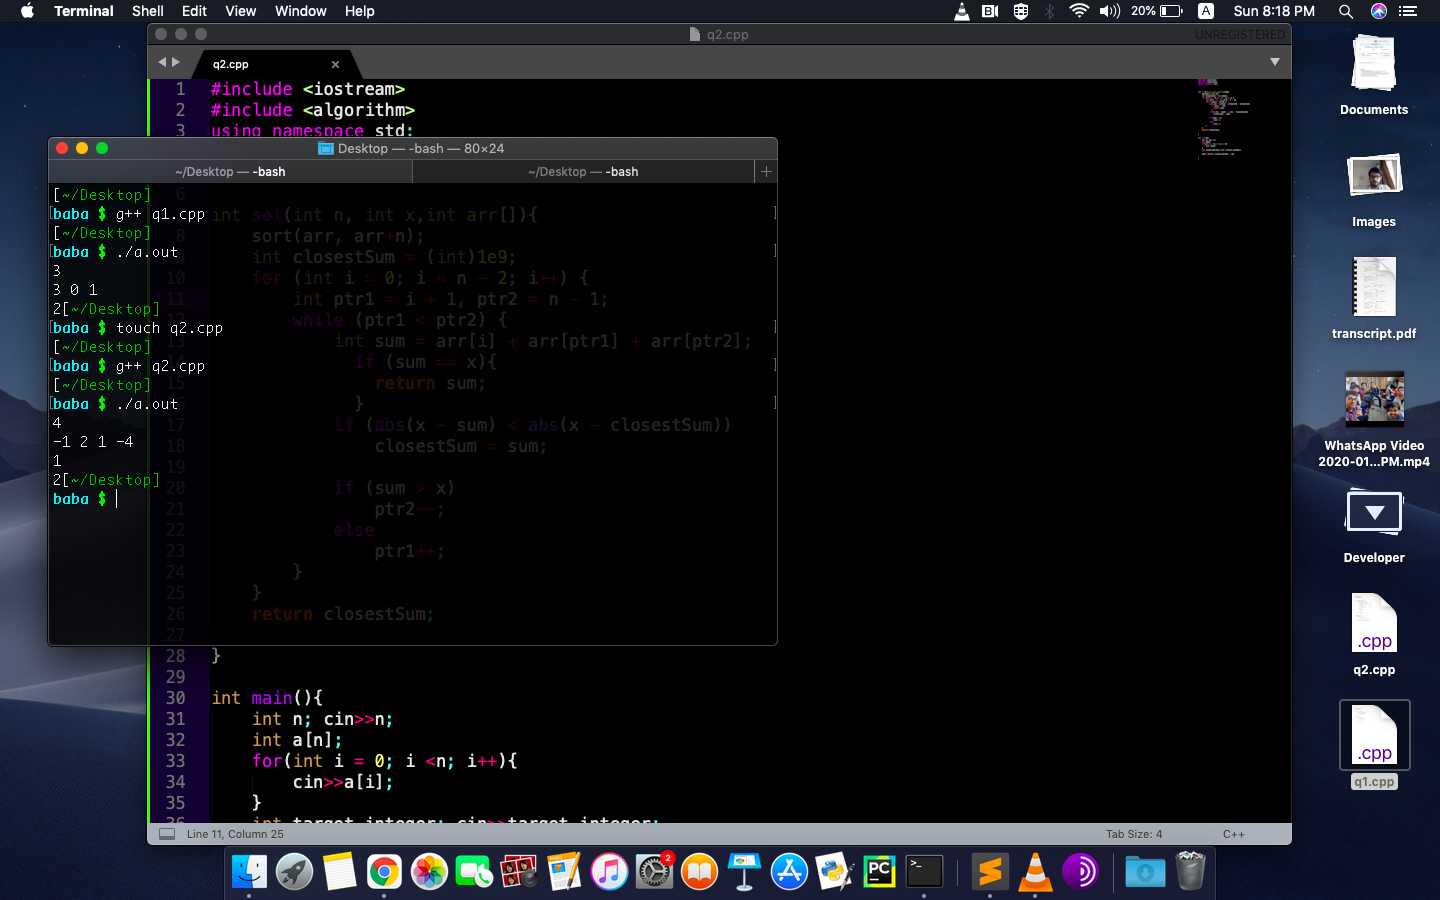 Terminal Shell Edit View Window Help
20% A Sun 8:18 PM
q2.cpp
UNREGISTERED
q2.cpp
1 #include <iostream>
2 #include <algorithm>
3 using namespace std;
Desktop — -bash — 80×24
~/Desktop — -bash
~/Desktop — -bash
[~/Desktop]
[baba $ g++ q1.cpp ]
[~/Desktop]
[baba $ ./a.out ]
3
3 0 1
2[~/Desktop]
[baba $ touch q2.cpp ]
[~/Desktop]
[baba $ g++ q2.cpp ]
[~/Desktop]
[baba $ ./a.out ]
4
-1 2 1 -4
1
2[~/Desktop]
baba $
6
int sol(int n, int x,int arr[]){
8 sort(arr, arr+n);
9 int closestSum = (int)1e9;
10 for (int i = 0; i < n - 2; i++) {
11 int ptr1 = i + 1, ptr2 = n - 1;
12 while (ptr1 < ptr2) {
13 int sum = arr[i] + arr[ptr1] + arr[ptr2];
14 if (sum == x){
15 return sum;
}
17 if (abs(x - sum) < abs(x - closestSum))
18 closestSum = sum;
19
20 if (sum > x)
21 ptr2--;
22 else
23 ptr1++;
24 }
25 }
26 return closestSum;
27
28 }
29
30 int main(){
31 int n; cin>>n;
32 int a[n];
33 for(int i = 0; i <n; i++){
34 cin>>a[i];
35 }
36 int target_integer; cin>>target_integer;
Line 11, Column 25
Tab Size: 4
C++
Documents
Images
transcript.pdf
WhatsApp Video
2020-01...PM.mp4
Developer
.cpp
q2.cpp
.cpp
q1.cpp
2
PC
>_